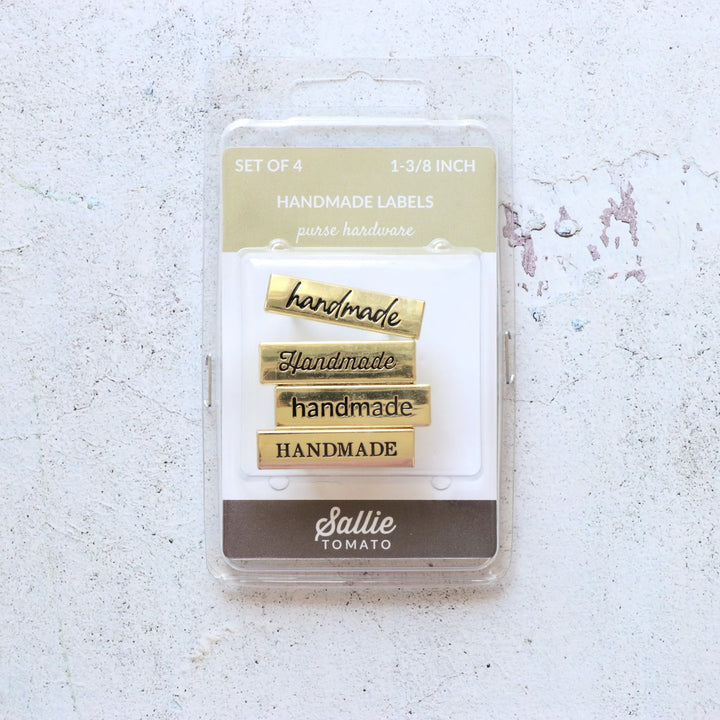 SET OF 4 1-3/8 INCH
HANDMADE LABELS
purse hardware
handmade
Handmade
handmade
HANDMADE
Sallie
TOMATO